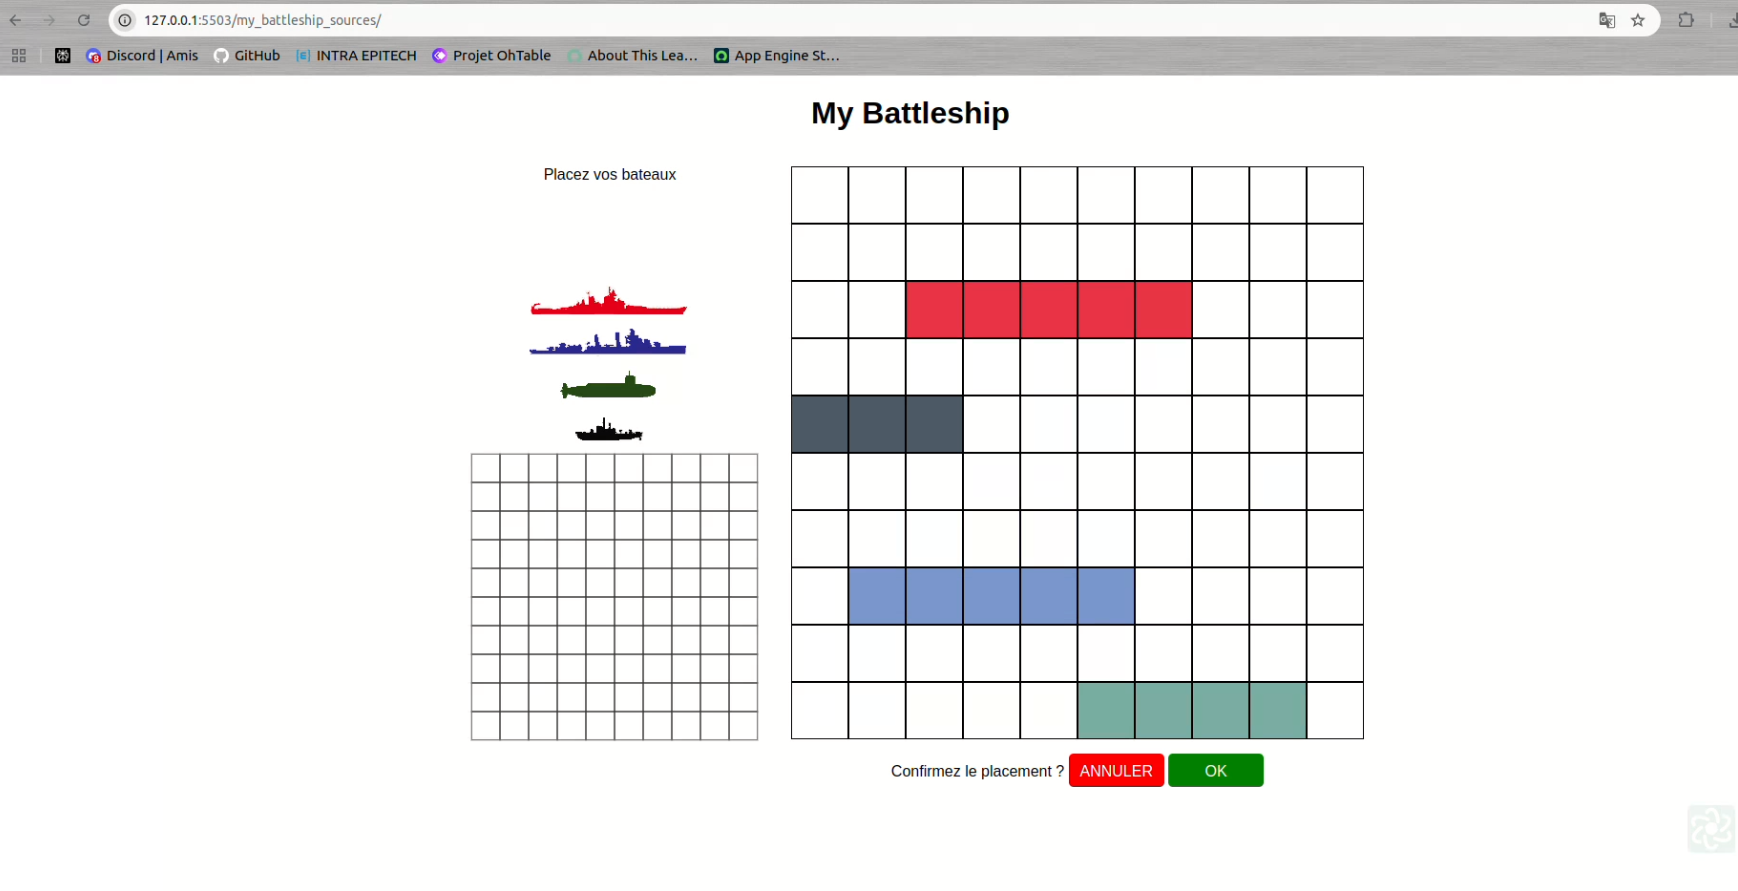 127.0.0.1:5503/my_battleship_sources/
Discord | Amis
GitHub
INTRA EPITECH
Projet OhTable
About This Lea...
App Engine St...
My Battleship
Placez vos bateaux
Confirmez le placement ? ANNULER OK